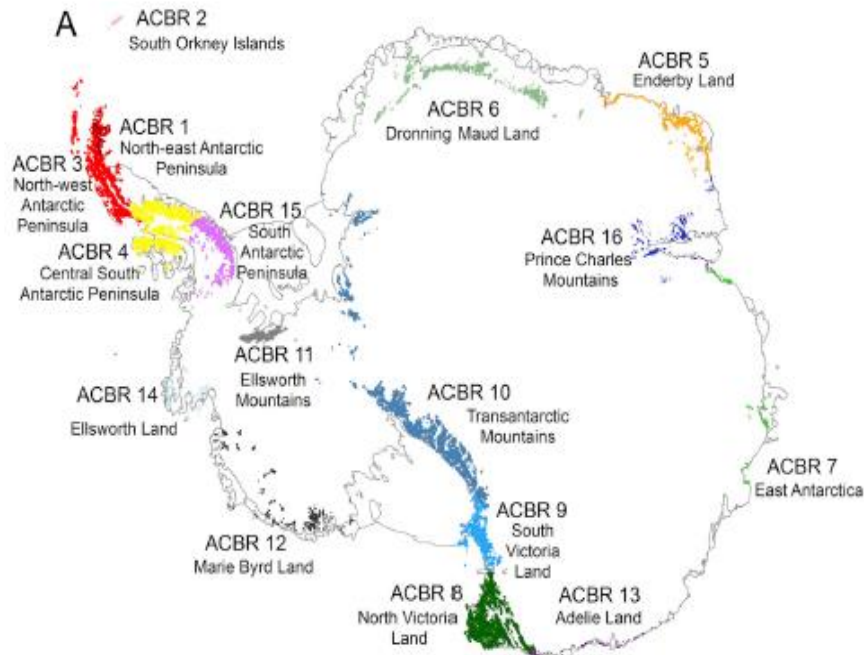 A
ACBR 2
South Orkney Islands
ACBR 5
Enderby Land
ACBR 6
Dronning Maud Land
ACBR 1
North-east Antarctic
Peninsula
ACBR 3
North-west
Antarctic
Peninsula
ACBR 15
South
Antarctic
Peninsula
ACBR 4
Central South
Antarctic Peninsula
ACBR 16
Prince Charles
Mountains
ACBR 11
Ellsworth
Mountains
ACBR 14
Ellsworth Land
ACBR 10
Transantarctic
Mountains
ACBR 7
East Antarctica
ACBR 9
South
Victoria
Land
ACBR 12
Marie Byrd Land
ACBR 8
North Victoria
Land
ACBR 13
Adelie Land